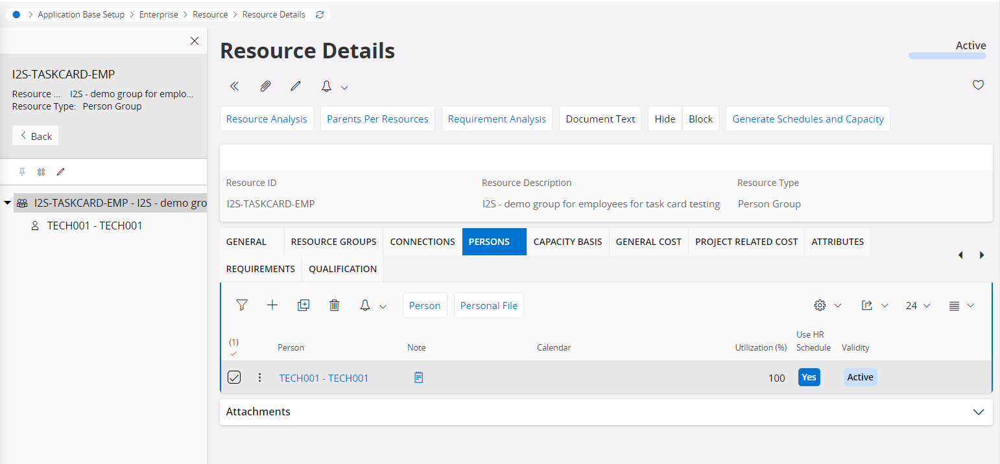 Application Base Setup > Enterprise > Resource > Resource Details
I2S-TASKCARD-EMP
Resource ... I2S - demo group for emplo...
Resource Type: Person Group
Back
I2S-TASKCARD-EMP - I2S - demo gro
TECH001 - TECH001
Resource Details
Active
Resource Analysis Parents Per Resources Requirement Analysis Document Text Hide Block Generate Schedules and Capacity
Resource ID Resource Description Resource Type
I2S-TASKCARD-EMP I2S - demo group for employees for task card testing Person Group
GENERAL RESOURCE GROUPS CONNECTIONS PERSONS CAPACITY BASIS GENERAL COST PROJECT RELATED COST ATTRIBUTES
REQUIREMENTS QUALIFICATION
Person Personal File 24
(1) Person Note Calendar Utilization (%) Use HR Schedule Validity
TECH001 - TECH001 100 Yes Active
Attachments